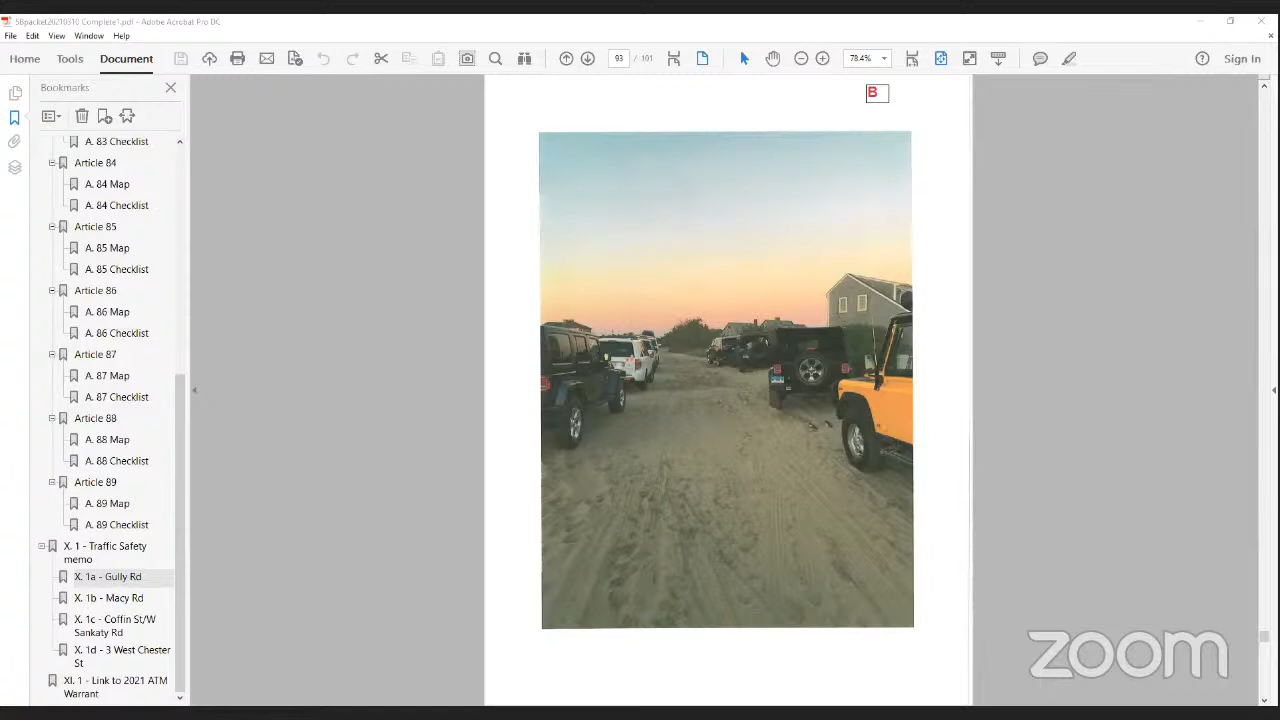 SBpacket20210310 Complete1.pdf - Adobe Acrobat Pro DC
File Edit View Window Help
Home Tools Document 93 / 101 78.4% Sign In
Bookmarks
B
A. 83 Checklist
Article 84
A. 84 Map
A. 84 Checklist
Article 85
A. 85 Map
A. 85 Checklist
Article 86
A. 86 Map
A. 86 Checklist
Article 87
A. 87 Map
A. 87 Checklist
Article 88
A. 88 Map
A. 88 Checklist
Article 89
A. 89 Map
A. 89 Checklist
X. 1 - Traffic Safety
memo
X. 1a - Gully Rd
X. 1b - Macy Rd
X. 1c - Coffin St/W
Sankaty Rd
X. 1d - 3 West Chester
St
XI. 1 - Link to 2021 ATM
Warrant
zoom